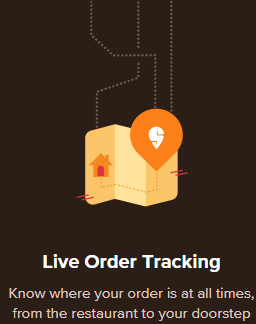 Live Order Tracking
Know where your order is at all times,
from the restaurant to your doorstep